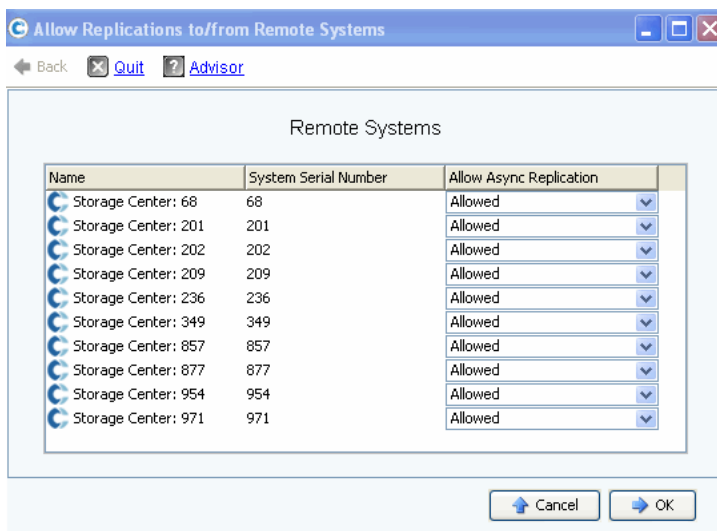 Allow Replications to/from Remote Systems
Back Quit ? Advisor
Remote Systems
Name System Serial Number Allow Async Replication
Storage Center: 68 68 Allowed
Storage Center: 201 201 Allowed
Storage Center: 202 202 Allowed
Storage Center: 209 209 Allowed
Storage Center: 236 236 Allowed
Storage Center: 349 349 Allowed
Storage Center: 857 857 Allowed
Storage Center: 877 877 Allowed
Storage Center: 954 954 Allowed
Storage Center: 971 971 Allowed
Cancel OK